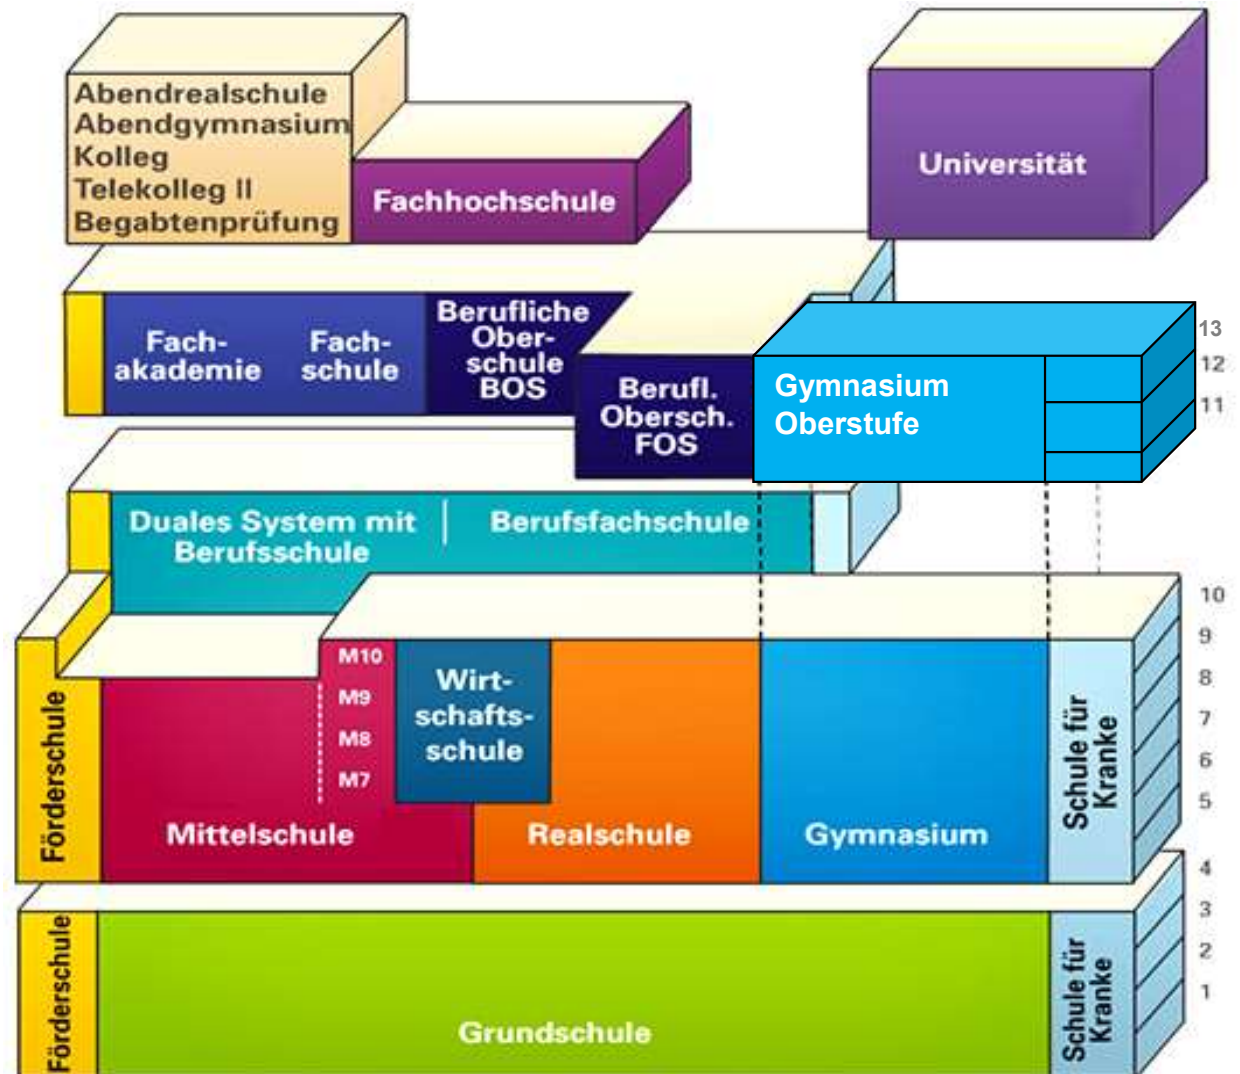 Abendrealschule
Abendgymnasium
Kolleg
Telekolleg II
Begabtenprüfung
Fachhochschule
Universität
Fach-
akademie
Fach-
schule
Berufliche
Ober-
schule
BOS
Berufl.
Obersch.
FOS
Gymnasium
Oberstufe
13
12
11
Duales System mit
Berufsschule
Berufsfachschule
10
9
8
7
6
5
Förderschule
M10
M9
M8
M7
Mittelschule
Wirt-
schafts-
schule
Realschule
Gymnasium
Schule für
Kranke
4
3
2
1
Förderschule
Grundschule
Schule für
Kranke